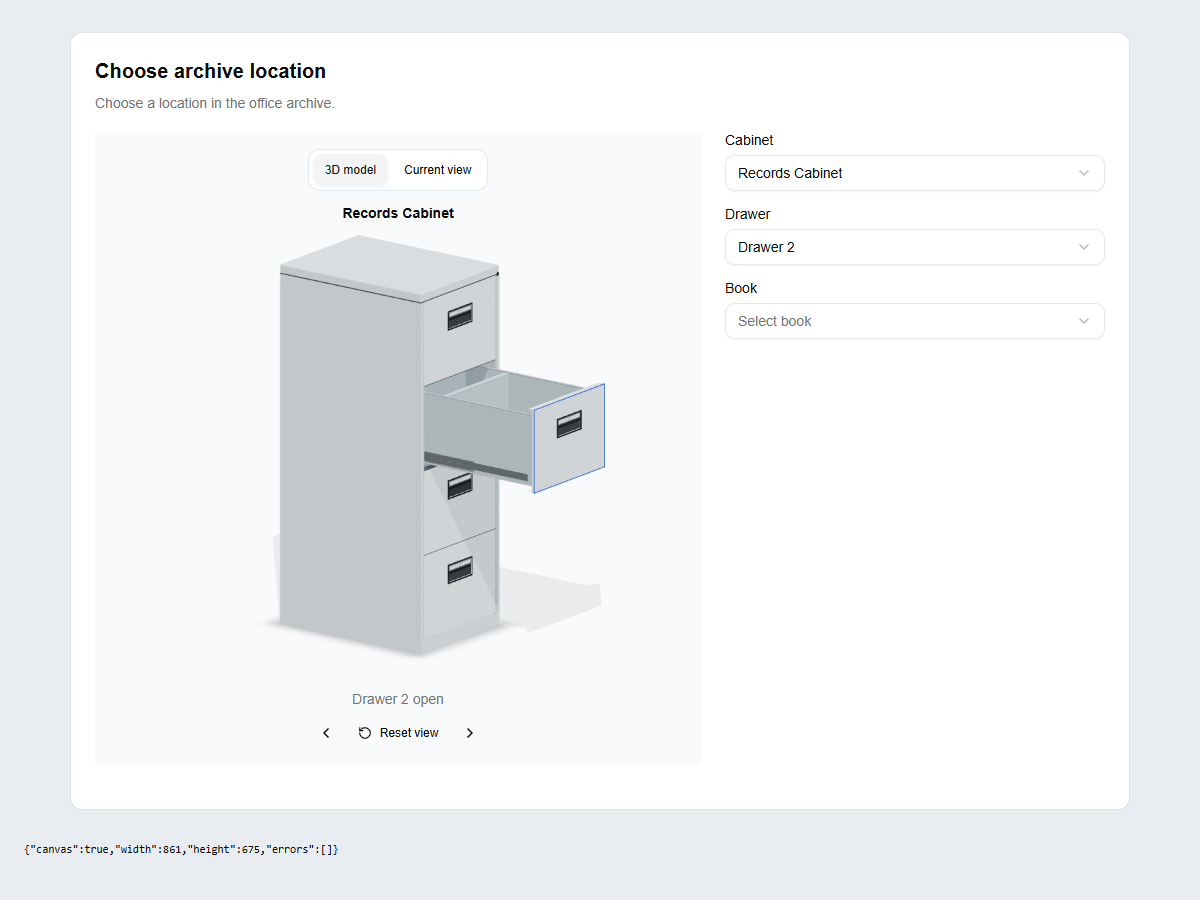 Choose archive location
Choose a location in the office archive.
3D model
Current view
Records Cabinet
Drawer 2 open
Reset view
Cabinet
Records Cabinet
Drawer
Drawer 2
Book
Select book
{"canvas":true,"width":861,"height":675,"errors":[]}